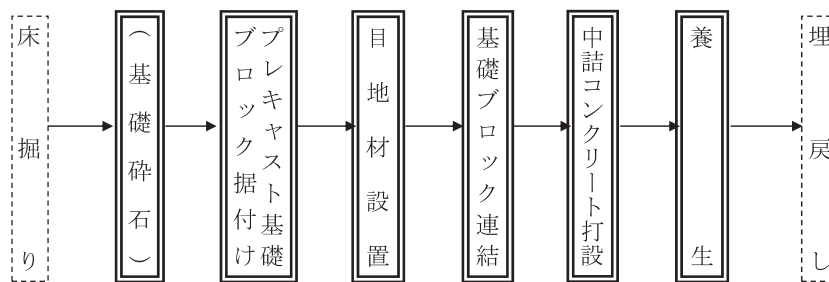 床掘り
(基礎砕石)
プレキャスト基礎
ブロック据付け
目地材設置
基礎ブロック連結
中詰コンクリート打設
養生
埋戻し